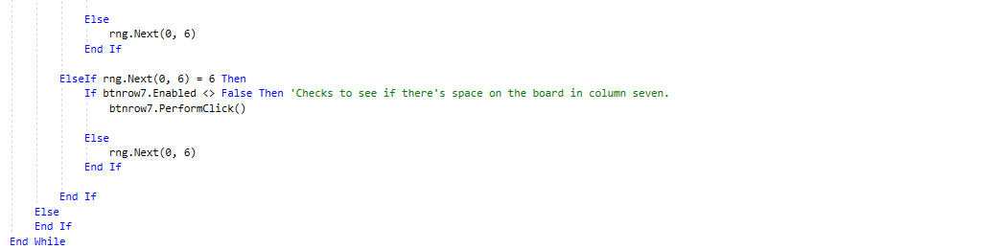 Else
rng.Next(0, 6)
End If
ElseIf rng.Next(0, 6) = 6 Then
If btnrow7.Enabled <> False Then 'Checks to see if there's space on the board in column seven.
btnrow7.PerformClick()
Else
rng.Next(0, 6)
End If
End If
Else
End If
End While